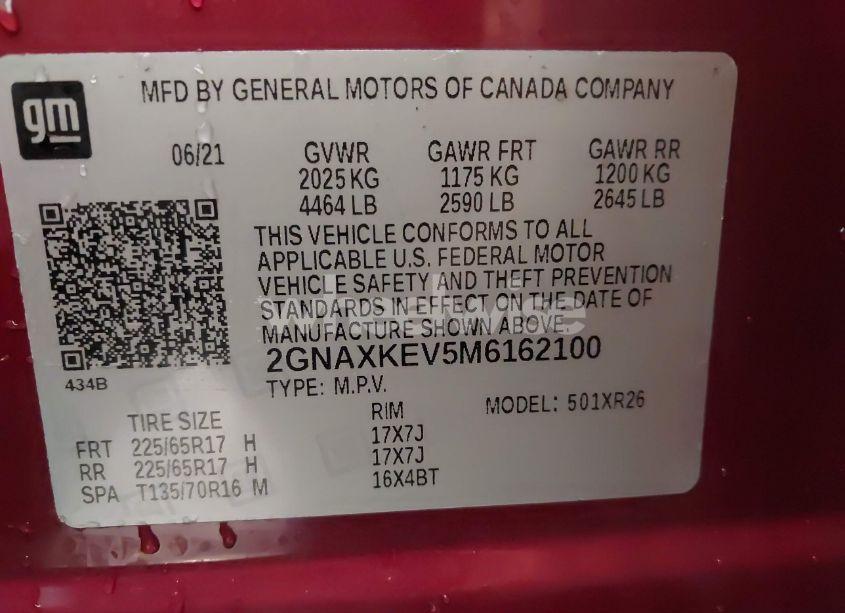 MFD BY GENERAL MOTORS OF CANADA COMPANY
gm
06/21 GVWR GAWR FRT GAWR RR
2025 KG 1175 KG 1200 KG
4464 LB 2590 LB 2645 LB
THIS VEHICLE CONFORMS TO ALL
APPLICABLE U.S. FEDERAL MOTOR
VEHICLE SAFETY AND THEFT PREVENTION
STANDARDS IN EFFECT ON THE DATE OF
MANUFACTURE SHOWN ABOVE.
2GNAXKEV5M6162100
434B
TYPE: M.P.V. MODEL: 501XR26
TIRE SIZE RIM
FRT 225/65R17 H 17X7J
RR 225/65R17 H 17X7J
SPA T135/70R16 M 16X4BT